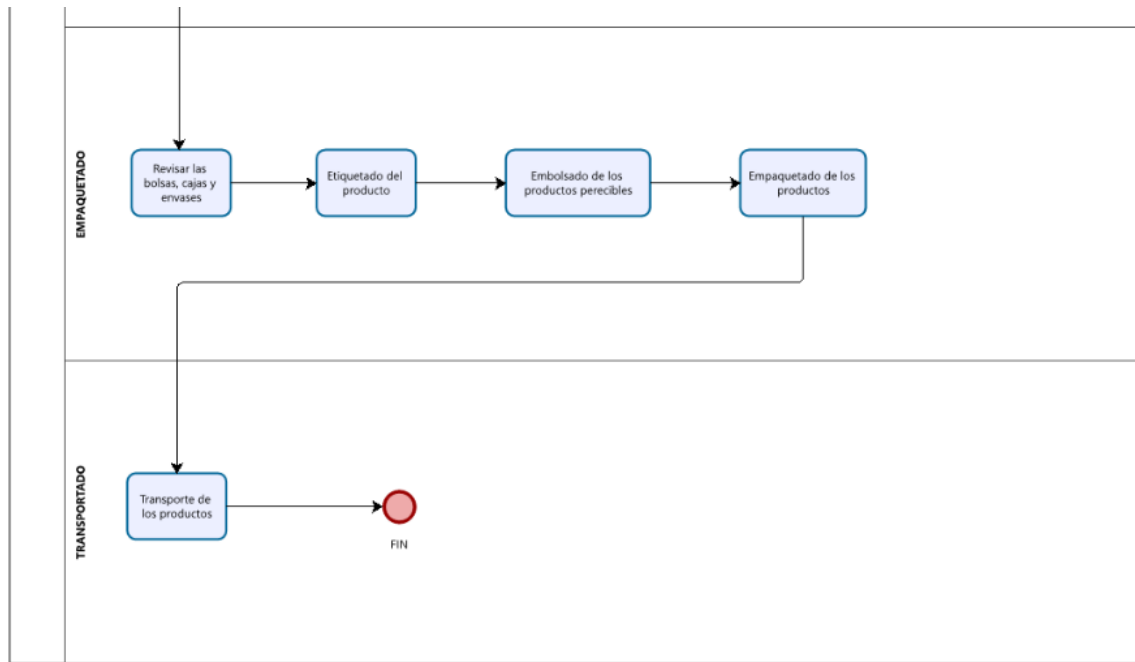 EMPAQUETADO
Revisar las
bolsas, cajas y
envases
Etiquetado del
producto
Embolsado de los
productos perecibles
Empaquetado de los
productos
TRANSPORTADO
Transporte de
los productos
FIN